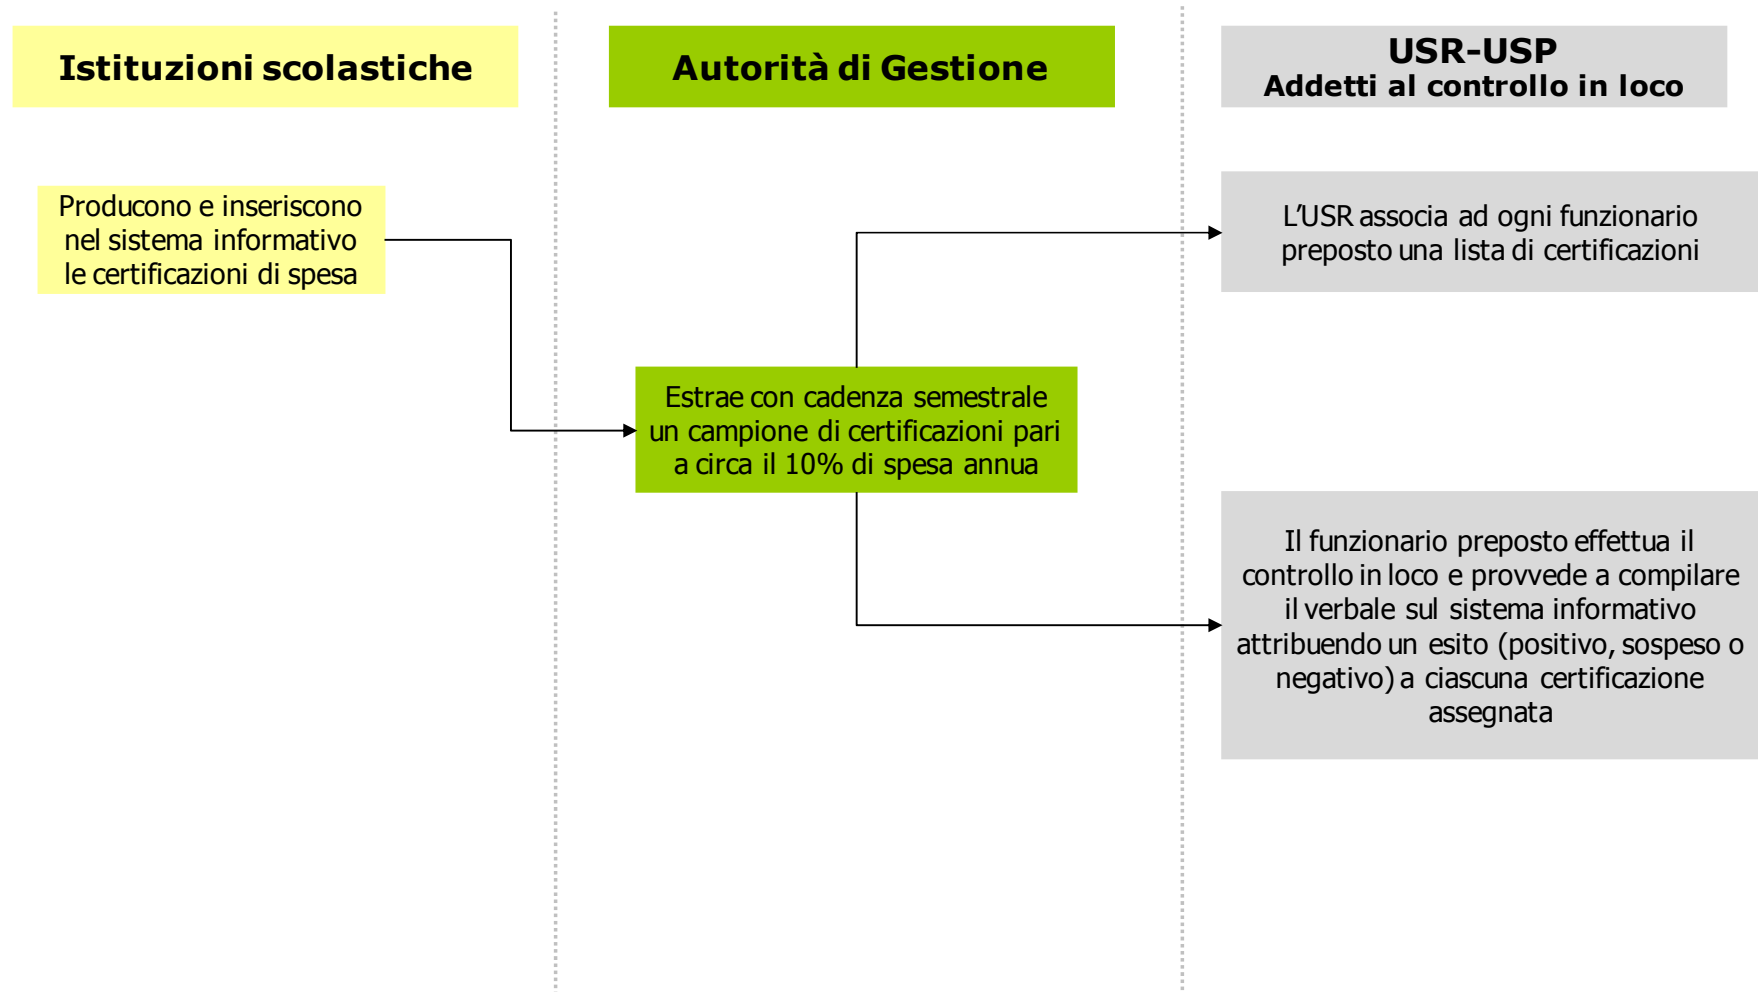 Istituzioni scolastiche
Autorità di Gestione
USR-USP
Addetti al controllo in loco
Producono e inseriscono
nel sistema informativo
le certificazioni di spesa
L’USR associa ad ogni funzionario
preposto una lista di certificazioni
Estrae con cadenza semestrale
un campione di certificazioni pari
a circa il 10% di spesa annua
Il funzionario preposto effettua il
controllo in loco e provvede a compilare
il verbale sul sistema informativo
attribuendo un esito (positivo, sospeso o
negativo) a ciascuna certificazione
assegnata